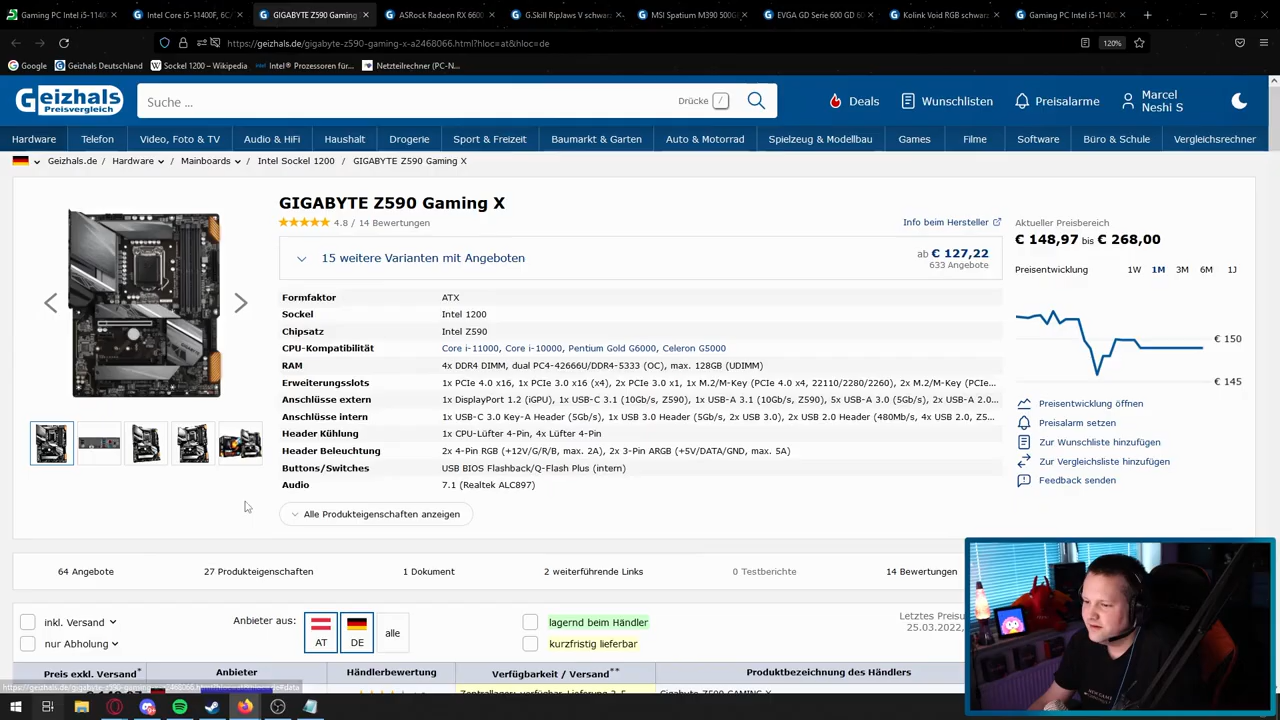 Gaming PC Intel i5-1140
Intel Core i5-11400F, 6C/
GIGABYTE Z590 Gaming
ASRock Radeon RX 6600
G.Skill RipJaws V schwarz
MSI Spatium M390 500G
EVGA GD Serie 600 GD 60
Kolink Void RGB schwarz
Gaming PC Intel i5-1140
https://geizhals.de/gigabyte-z590-gaming-x-a2468066.html?hloc=at&hloc=de
120%
Google
Geizhals Deutschland
Sockel 1200 – Wikipedia
Intel® Prozessoren für...
Netzteilrechner (PC-N...
Geizhals
Preisvergleich
Suche ...
Drücke /
Deals
Wunschlisten
Preisalarme
Marcel
Neshi S
Hardware
Telefon
Video, Foto & TV
Audio & HiFi
Haushalt
Drogerie
Sport & Freizeit
Baumarkt & Garten
Auto & Motorrad
Spielzeug & Modellbau
Games
Filme
Software
Büro & Schule
Vergleichsrechner
Geizhals.de / Hardware / Mainboards / Intel Sockel 1200 / GIGABYTE Z590 Gaming X
GIGABYTE Z590 Gaming X
4.8 / 14 Bewertungen
Info beim Hersteller
15 weitere Varianten mit Angeboten
ab € 127,22
633 Angebote
Formfaktor ATX
Sockel Intel 1200
Chipsatz Intel Z590
CPU-Kompatibilität Core i-11000, Core i-10000, Pentium Gold G6000, Celeron G5000
RAM 4x DDR4 DIMM, dual PC4-42666U/DDR4-5333 (OC), max. 128GB (UDIMM)
Erweiterungsslots 1x PCIe 4.0 x16, 1x PCIe 3.0 x16 (x4), 2x PCIe 3.0 x1, 1x M.2/M-Key (PCIe 4.0 x4, 22110/2280/2260), 2x M.2/M-Key (PCIe...
Anschlüsse extern 1x DisplayPort 1.2 (iGPU), 1x USB-C 3.1 (10Gb/s, Z590), 1x USB-A 3.1 (10Gb/s, Z590), 5x USB-A 3.0 (5Gb/s), 2x USB-A 2.0...
Anschlüsse intern 1x USB-C 3.0 Key-A Header (5Gb/s), 1x USB 3.0 Header (5Gb/s, 2x USB 3.0), 2x USB 2.0 Header (480Mb/s, 4x USB 2.0, Z5...
Header Kühlung 1x CPU-Lüfter 4-Pin, 4x Lüfter 4-Pin
Header Beleuchtung 2x 4-Pin RGB (+12V/G/R/B, max. 2A), 2x 3-Pin ARGB (+5V/DATA/GND, max. 5A)
Buttons/Switches USB BIOS Flashback/Q-Flash Plus (intern)
Audio 7.1 (Realtek ALC897)
Alle Produkteigenschaften anzeigen
Aktueller Preisbereich
€ 148,97 bis € 268,00
Preisentwicklung 1W 1M 3M 6M 1J
€ 150
€ 145
Preisentwicklung öffnen
Preisalarm setzen
Zur Wunschliste hinzufügen
Zur Vergleichsliste hinzufügen
Feedback senden
64 Angebote
27 Produkteigenschaften
1 Dokument
2 weiterführende Links
0 Testberichte
14 Bewertungen
inkl. Versand
nur Abholung
Anbieter aus:
AT
DE
alle
lagernd beim Händler
kurzfristig lieferbar
Letztes Preisu
25.03.2022,
Preis exkl. Versand*
Anbieter
Händlerbewertung
Verfügbarkeit / Versand**
Produktbezeichnung des Händlers